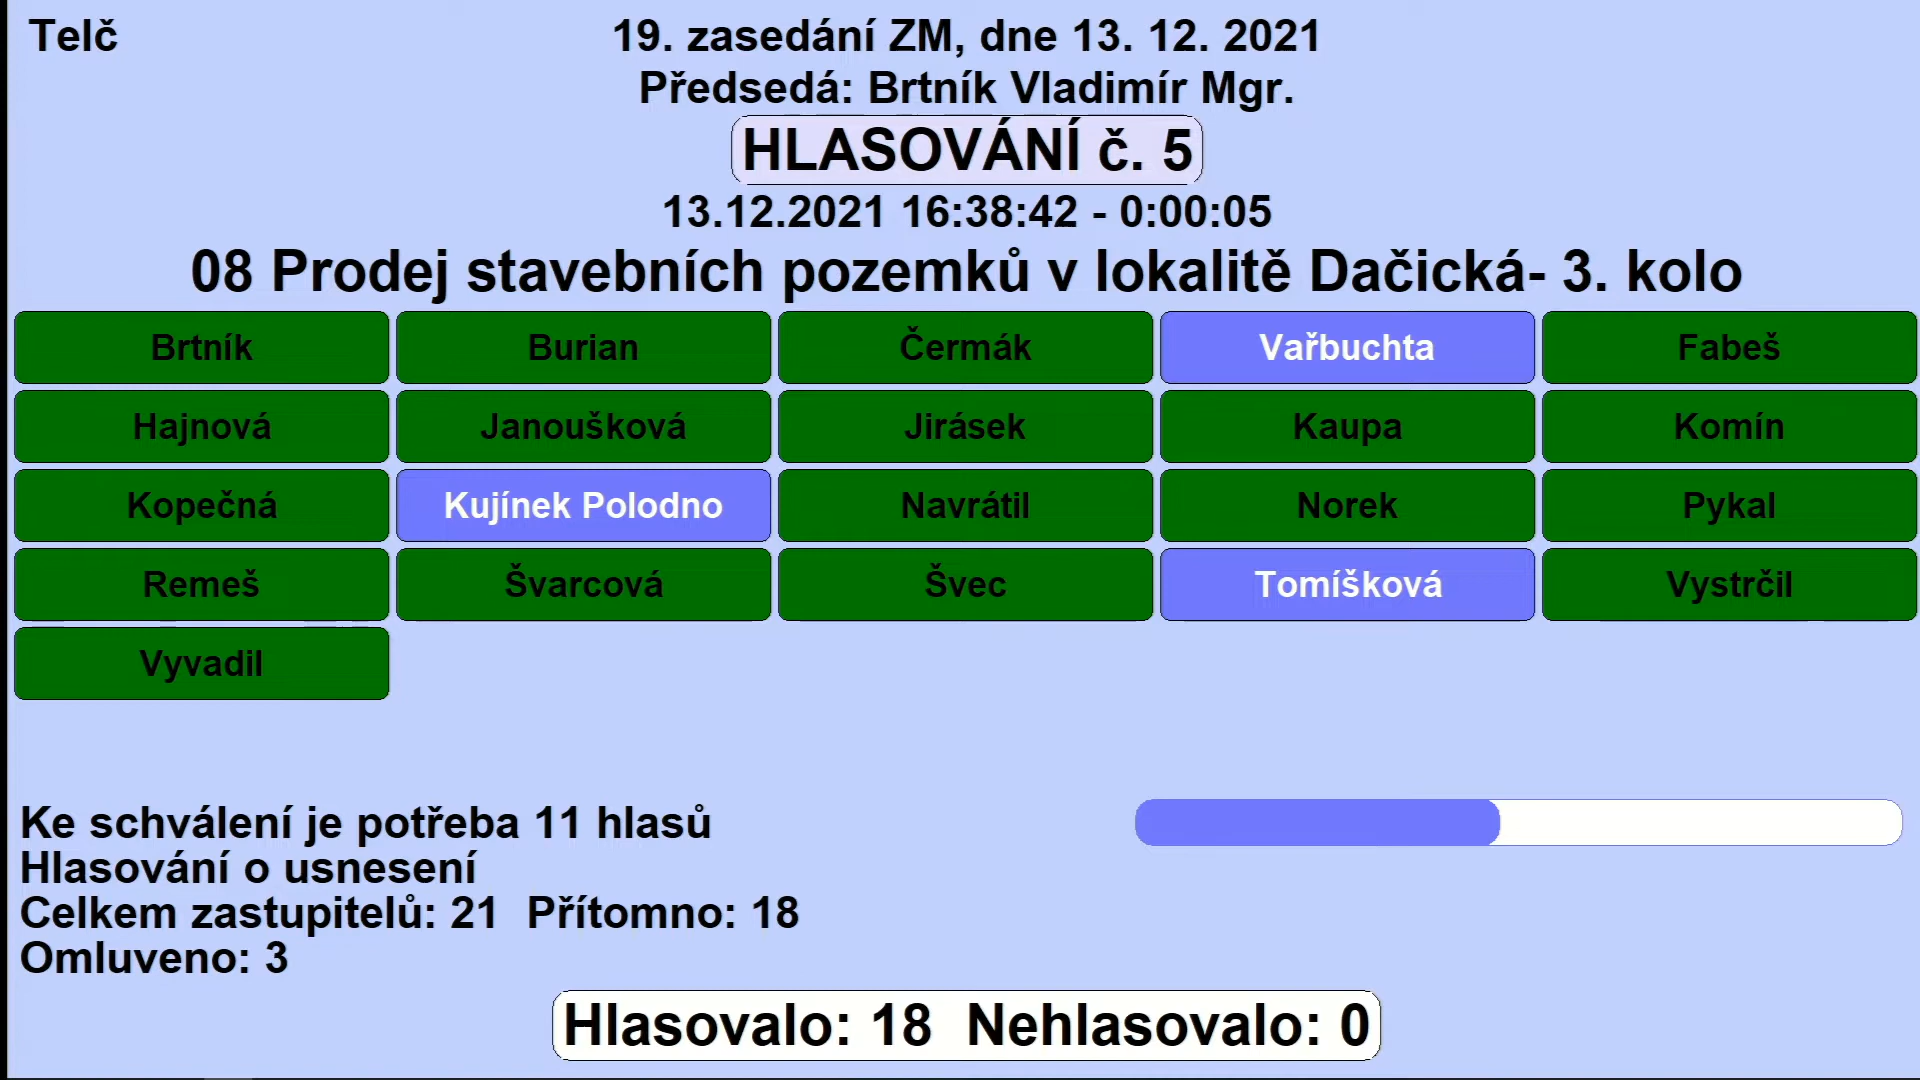 Telč
19. zasedání ZM, dne 13. 12. 2021
Předsedá: Brtník Vladimír Mgr.
HLASOVÁNÍ č. 5
13.12.2021 16:38:42 - 0:00:05
08 Prodej stavebních pozemků v lokalitě Dačická- 3. kolo
Brtník Burian Čermák Vařbuchta Fabeš
Hajnová Janoušková Jirásek Kaupa Komín
Kopečná Kujínek Polodno Navrátil Norek Pykal
Remeš Švarcová Švec Tomíšková Vystrčil
Vyvadil
Ke schválení je potřeba 11 hlasů
Hlasování o usnesení
Celkem zastupitelů: 21 Přítomno: 18
Omluveno: 3
Hlasovalo: 18 Nehlasovalo: 0